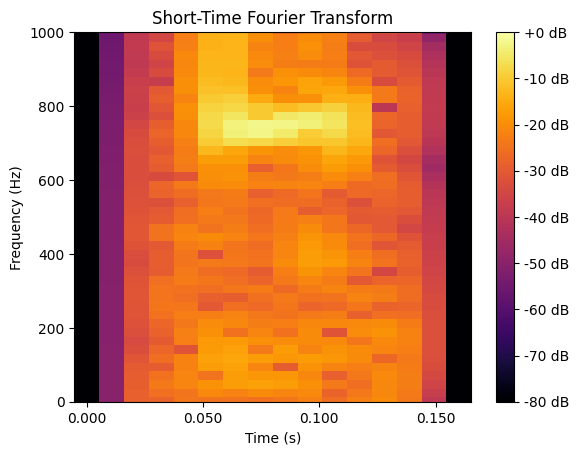 Short-Time Fourier Transform
1000
800
600
400
200
0
Frequency (Hz)
0.000
0.050
0.100
0.150
Time (s)
+0 dB
-10 dB
-20 dB
-30 dB
-40 dB
-50 dB
-60 dB
-70 dB
-80 dB